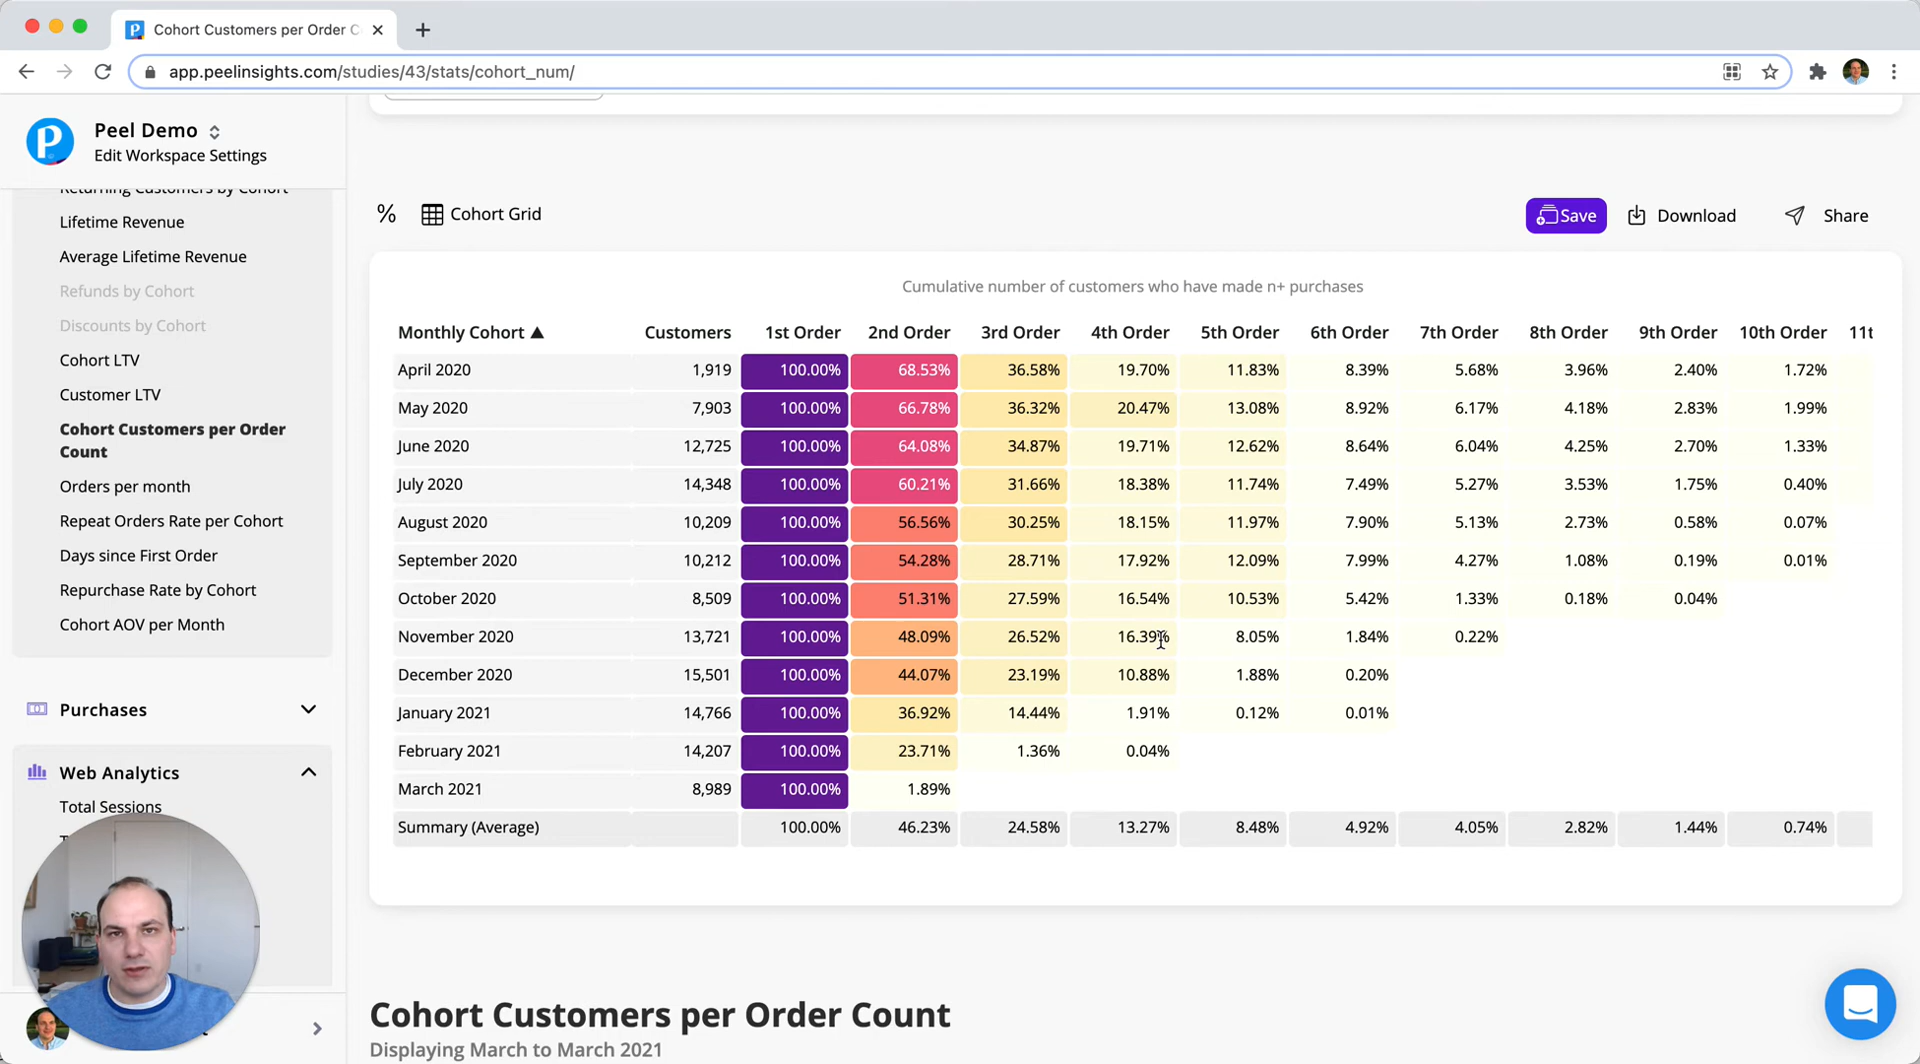 Cohort Customers per Order C
app.peelinsights.com/studies/43/stats/cohort_num/
Peel Demo
Edit Workspace Settings
Returning Customers by Cohort
Lifetime Revenue
Average Lifetime Revenue
Refunds by Cohort
Discounts by Cohort
Cohort LTV
Customer LTV
Cohort Customers per Order
Count
Orders per month
Repeat Orders Rate per Cohort
Days since First Order
Repurchase Rate by Cohort
Cohort AOV per Month
Purchases
Web Analytics
Total Sessions
% Cohort Grid
Save Download Share
Cumulative number of customers who have made n+ purchases
Monthly Cohort ▲ Customers 1st Order 2nd Order 3rd Order 4th Order 5th Order 6th Order 7th Order 8th Order 9th Order 10th Order 11t
April 2020 1,919 100.00% 68.53% 36.58% 19.70% 11.83% 8.39% 5.68% 3.96% 2.40% 1.72%
May 2020 7,903 100.00% 66.78% 36.32% 20.47% 13.08% 8.92% 6.17% 4.18% 2.83% 1.99%
June 2020 12,725 100.00% 64.08% 34.87% 19.71% 12.62% 8.64% 6.04% 4.25% 2.70% 1.33%
July 2020 14,348 100.00% 60.21% 31.66% 18.38% 11.74% 7.49% 5.27% 3.53% 1.75% 0.40%
August 2020 10,209 100.00% 56.56% 30.25% 18.15% 11.97% 7.90% 5.13% 2.73% 0.58% 0.07%
September 2020 10,212 100.00% 54.28% 28.71% 17.92% 12.09% 7.99% 4.27% 1.08% 0.19% 0.01%
October 2020 8,509 100.00% 51.31% 27.59% 16.54% 10.53% 5.42% 1.33% 0.18% 0.04%
November 2020 13,721 100.00% 48.09% 26.52% 16.39% 8.05% 1.84% 0.22%
December 2020 15,501 100.00% 44.07% 23.19% 10.88% 1.88% 0.20%
January 2021 14,766 100.00% 36.92% 14.44% 1.91% 0.12% 0.01%
February 2021 14,207 100.00% 23.71% 1.36% 0.04%
March 2021 8,989 100.00% 1.89%
Summary (Average) 100.00% 46.23% 24.58% 13.27% 8.48% 4.92% 4.05% 2.82% 1.44% 0.74%
Cohort Customers per Order Count
Displaying March to March 2021